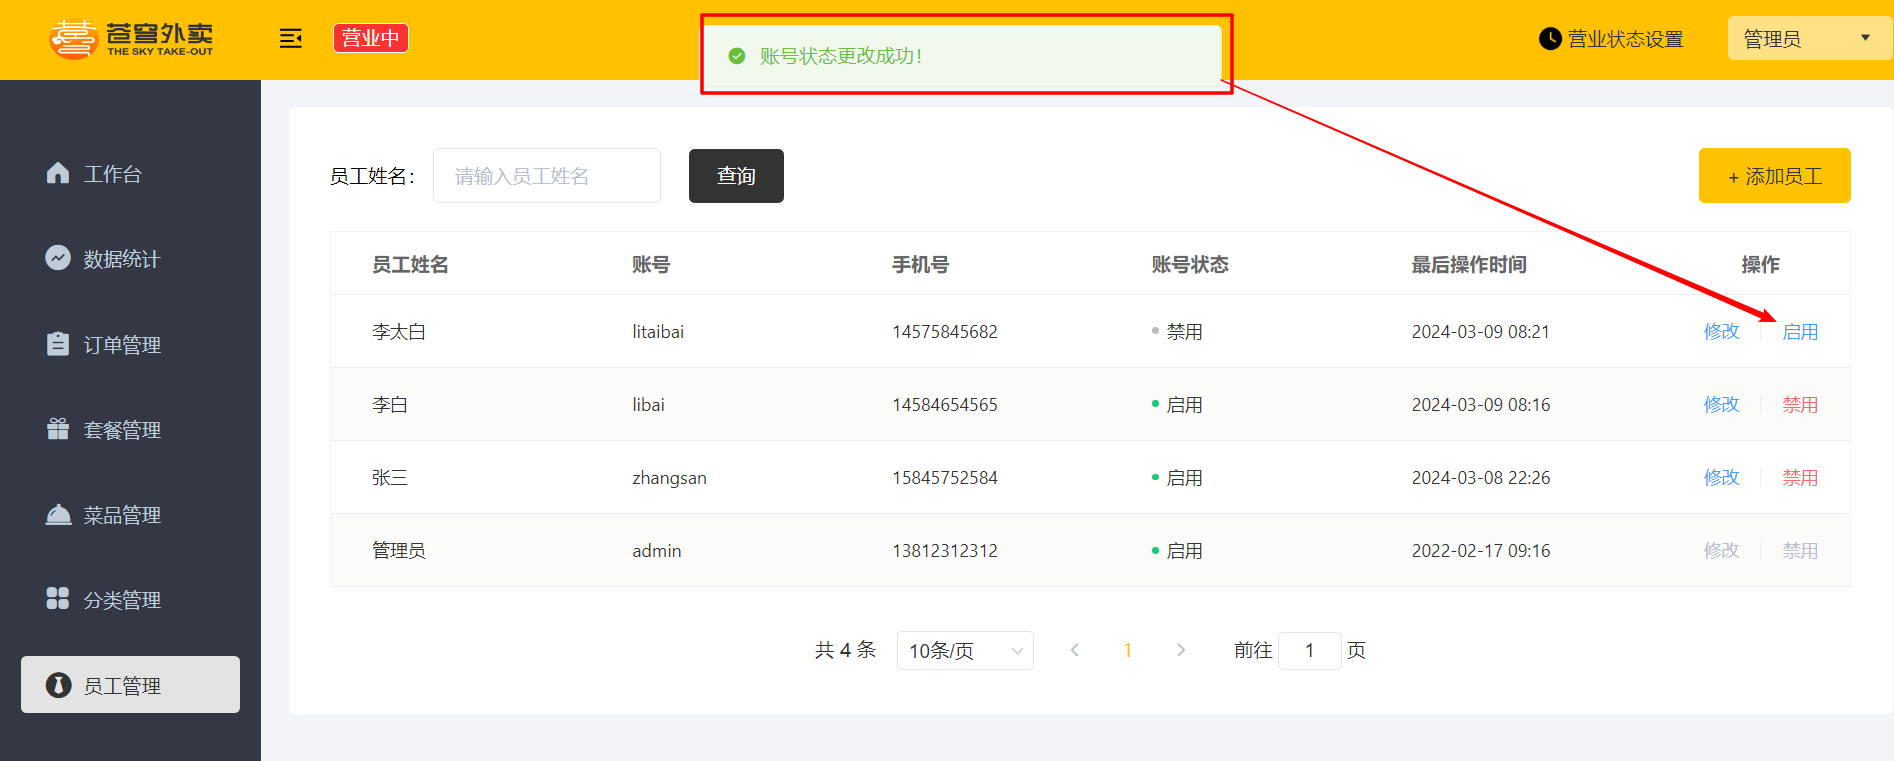 苍穹外卖
THE SKY TAKE-OUT
营业中
账号状态更改成功！
营业状态设置
管理员
工作台
数据统计
订单管理
套餐管理
菜品管理
分类管理
员工管理
员工姓名： 请输入员工姓名 查询 + 添加员工
员工姓名 账号 手机号 账号状态 最后操作时间 操作
李太白 litaibai 14575845682 禁用 2024-03-09 08:21 修改 启用
李白 libai 14584654565 启用 2024-03-09 08:16 修改 禁用
张三 zhangsan 15845752584 启用 2024-03-08 22:26 修改 禁用
管理员 admin 13812312312 启用 2022-02-17 09:16 修改 禁用
共 4 条 10条/页 1 前往 1 页